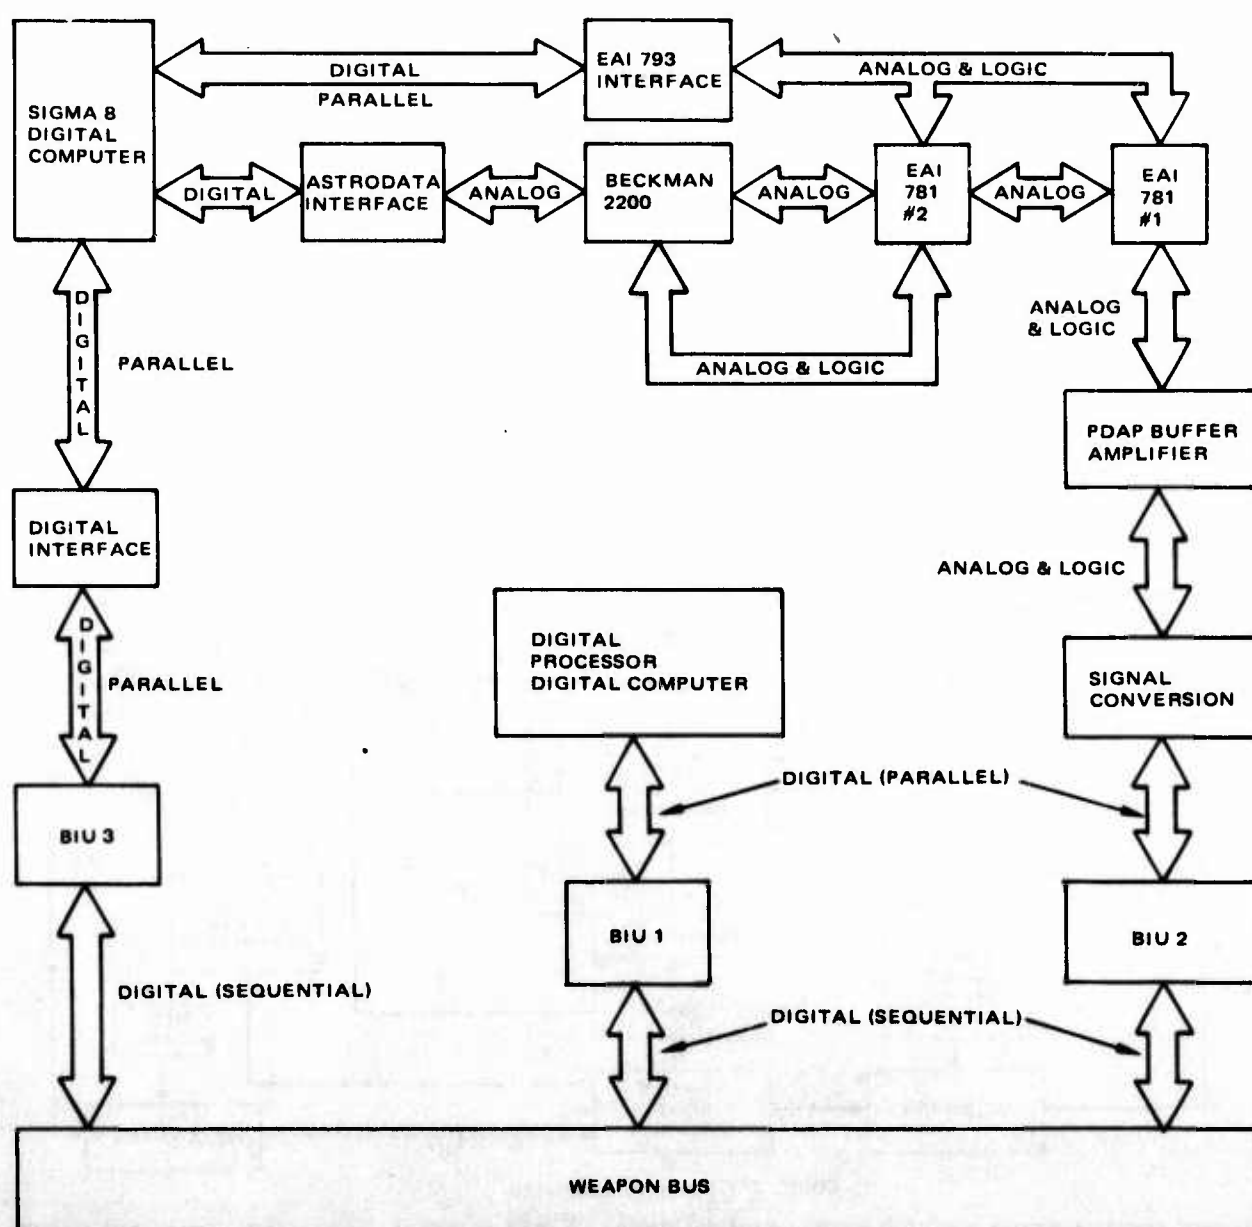 SIGMA 8
DIGITAL
COMPUTER
DIGITAL
PARALLEL
EAI 793
INTERFACE
ANALOG & LOGIC
DIGITAL
ASTRODATA
INTERFACE
ANALOG
BECKMAN
2200
ANALOG
EAI
781
#2
ANALOG
EAI
781
#1
DIGITAL
PARALLEL
ANALOG & LOGIC
ANALOG
& LOGIC
PDAP BUFFER
AMPLIFIER
DIGITAL
INTERFACE
ANALOG & LOGIC
DIGITAL
PARALLEL
DIGITAL
PROCESSOR
DIGITAL COMPUTER
SIGNAL
CONVERSION
DIGITAL (PARALLEL)
BIU 3
BIU 1
BIU 2
DIGITAL (SEQUENTIAL)
DIGITAL (SEQUENTIAL)
WEAPON BUS